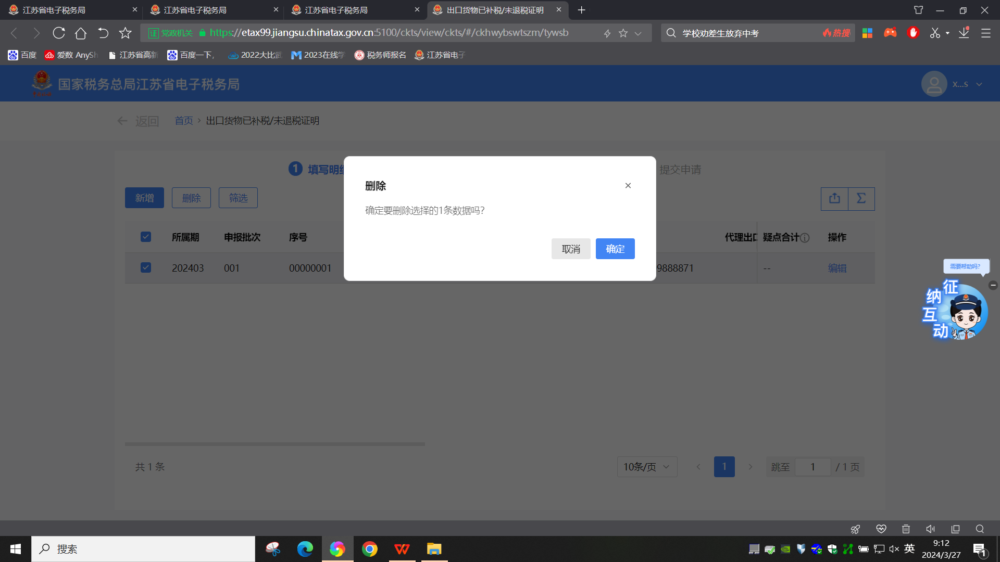 江苏省电子税务局
江苏省电子税务局
江苏省电子税务局
出口货物已补税/未退税证明
证 党政机关 https://etax99.jiangsu.chinatax.gov.cn:5100/ckts/view/ckts/#/ckhwybswtszm/tywsb
学校劝差生放弃中考 热搜
百度 爱数 AnySh 江苏省高新 百度一下, 2022大比武 2023在线学 税务师报名 江苏省电子
国家税务总局江苏省电子税务局
x...s
返回 首页 > 出口货物已补税/未退税证明
1 填写明细
提交申请
新增 删除 筛选
删除
确定要删除选择的1条数据吗?
取消 确定
所属期 申报批次 序号 代理出口 疑点合计 操作
202403 001 00000001 9888871 -- 编辑
需要帮助吗?
征
纳
互
动
共 1 条
10条/页 1 跳至 1 / 1 页
搜索
英
9:12
2024/3/27
1